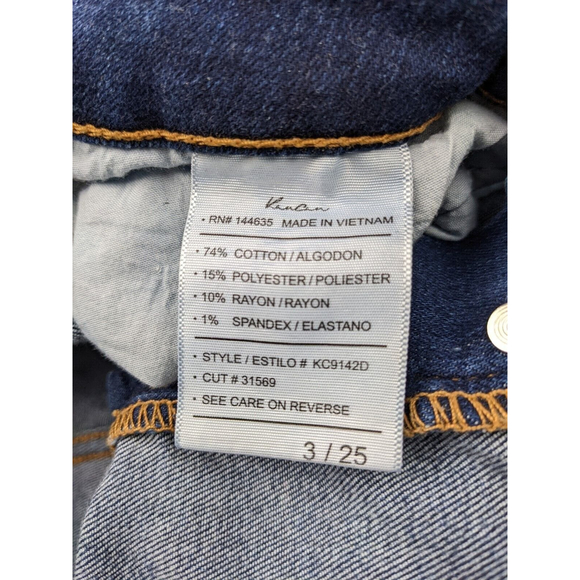 KanCan
• RN# 144635 MADE IN VIETNAM
• 74% COTTON / ALGODON
• 15% POLYESTER / POLIESTER
• 10% RAYON / RAYON
• 1% SPANDEX / ELASTANO
• STYLE / ESTILO # KC9142D
• CUT # 31569
• SEE CARE ON REVERSE
3 / 25